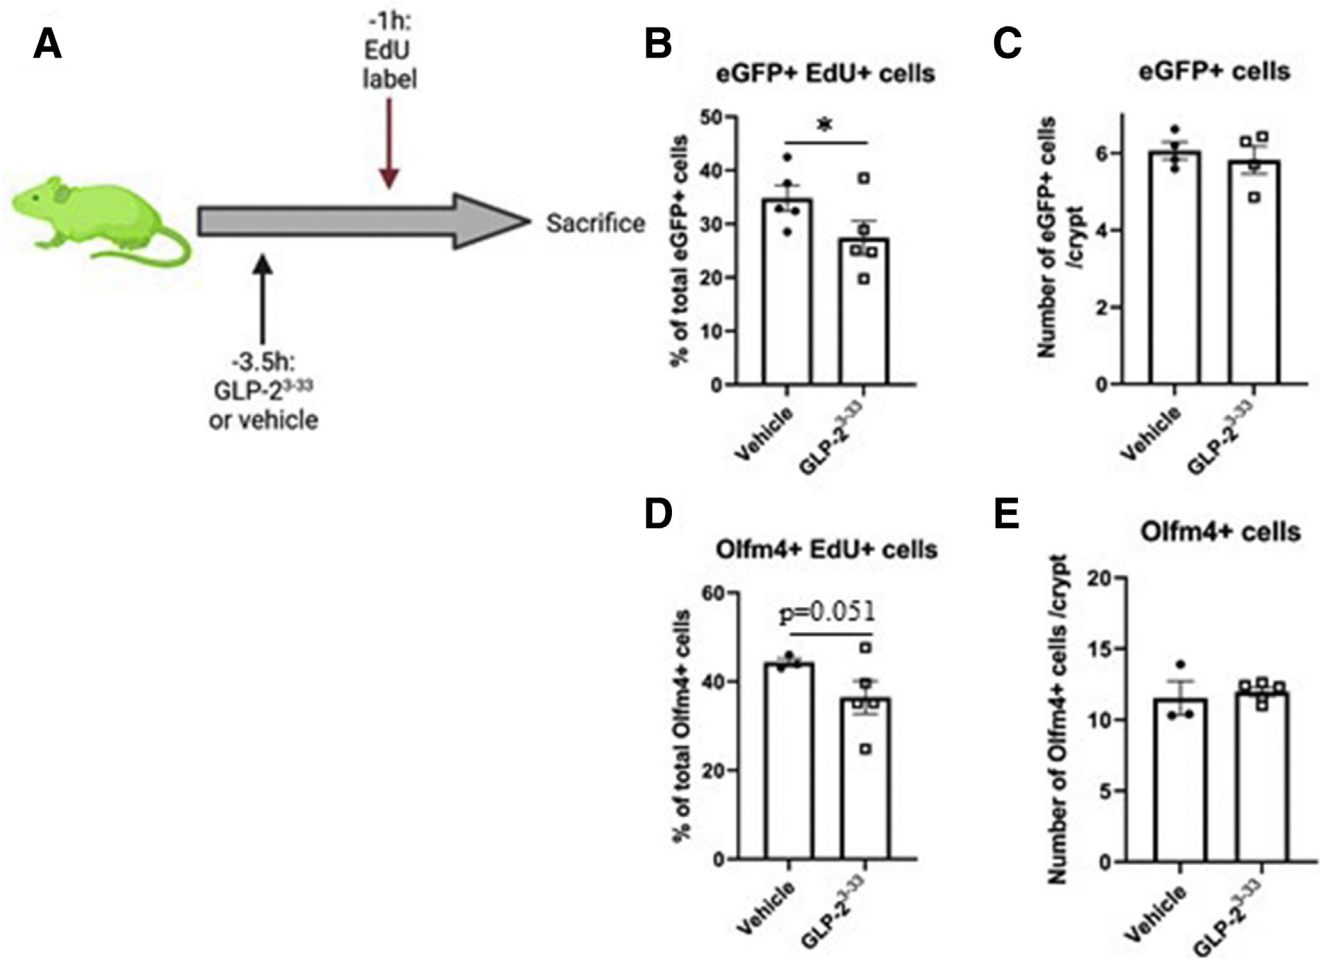 A
-1h:
EdU
label
Sacrifice
-3.5h:
GLP-2³⁻³³
or vehicle
B
eGFP+ EdU+ cells
% of total eGFP+ cells
50
40
30
20
10
0
*
Vehicle
GLP-2³⁻³³
C
eGFP+ cells
Number of eGFP+ cells
/crypt
6
4
2
0
Vehicle
GLP-2³⁻³³
D
Olfm4+ EdU+ cells
% of total Olfm4+ cells
60
40
20
0
p=0.051
Vehicle
GLP-2³⁻³³
E
Olfm4+ cells
Number of Olfm4+ cells /crypt
20
15
10
5
0
Vehicle
GLP-2³⁻³³